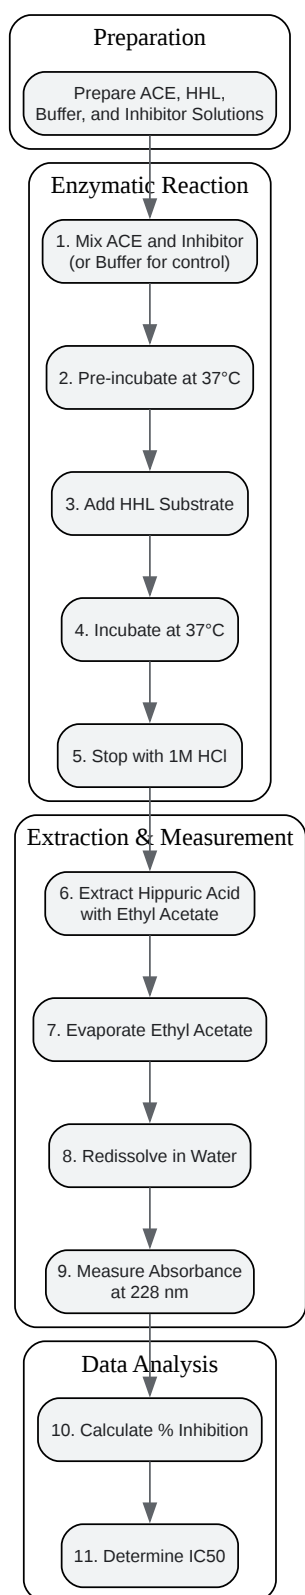 Preparation
Prepare ACE, HHL,
Buffer, and Inhibitor Solutions
Enzymatic Reaction
1. Mix ACE and Inhibitor
(or Buffer for control)
2. Pre-incubate at 37°C
3. Add HHL Substrate
4. Incubate at 37°C
5. Stop with 1M HCl
Extraction & Measurement
6. Extract Hippuric Acid
with Ethyl Acetate
7. Evaporate Ethyl Acetate
8. Redissolve in Water
9. Measure Absorbance
at 228 nm
Data Analysis
10. Calculate % Inhibition
11. Determine IC50